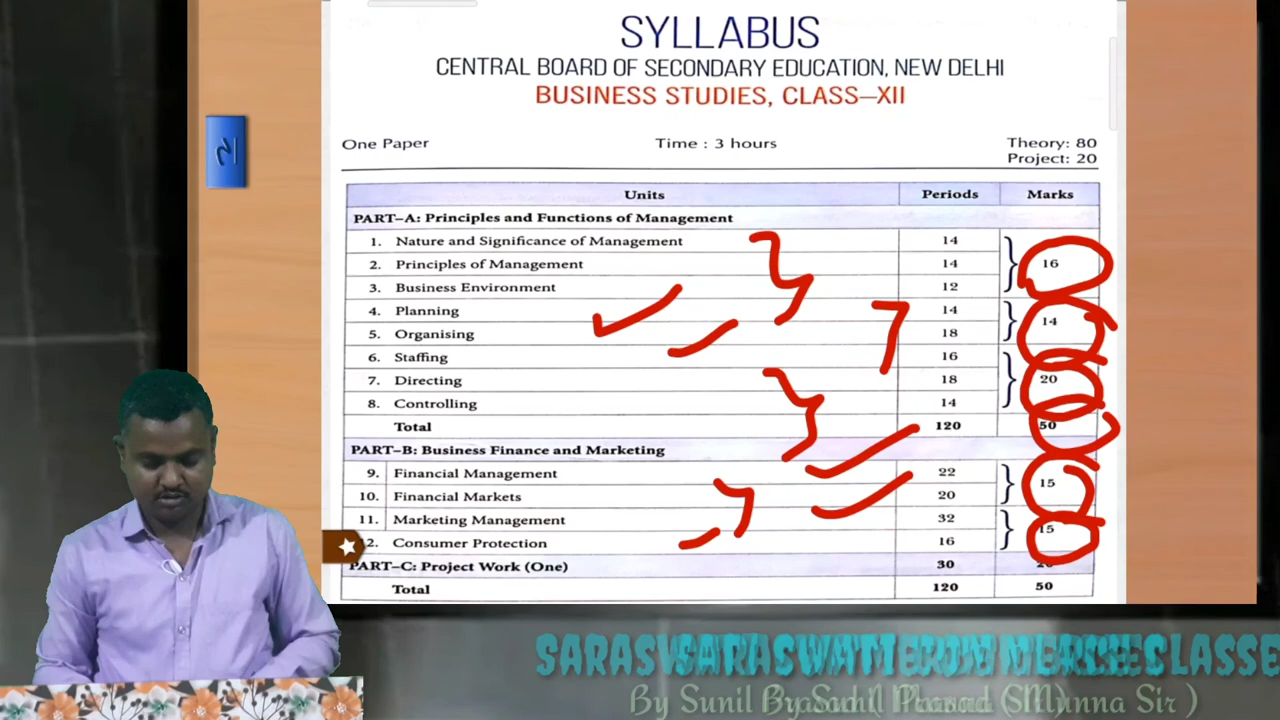 SYLLABUS
CENTRAL BOARD OF SECONDARY EDUCATION, NEW DELHI
BUSINESS STUDIES, CLASS—XII
One Paper Time : 3 hours Theory: 80
Project: 20
Units Periods Marks
PART–A: Principles and Functions of Management
1. Nature and Significance of Management 14
2. Principles of Management 14 16
3. Business Environment 12
4. Planning 14 14
5. Organising 18
6. Staffing 16
7. Directing 18 20
8. Controlling 14
Total 120 50
PART–B: Business Finance and Marketing
9. Financial Management 22 15
10. Financial Markets 20
11. Marketing Management 32 15
12. Consumer Protection 16
PART–C: Project Work (One) 30 20
Total 120 50
By Sunil